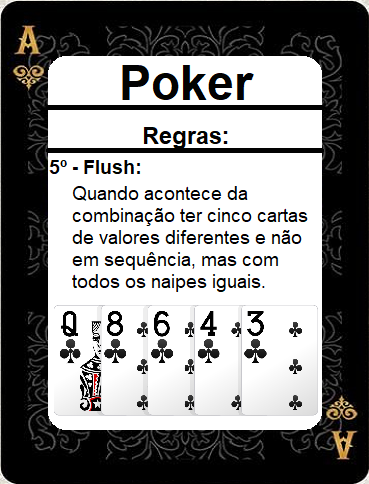 A
Poker
Regras:
5º - Flush:
Quando acontece da
combinação ter cinco cartas
de valores diferentes e não
em sequência, mas com
todos os naipes iguais.
Q 8 6 4 3
A